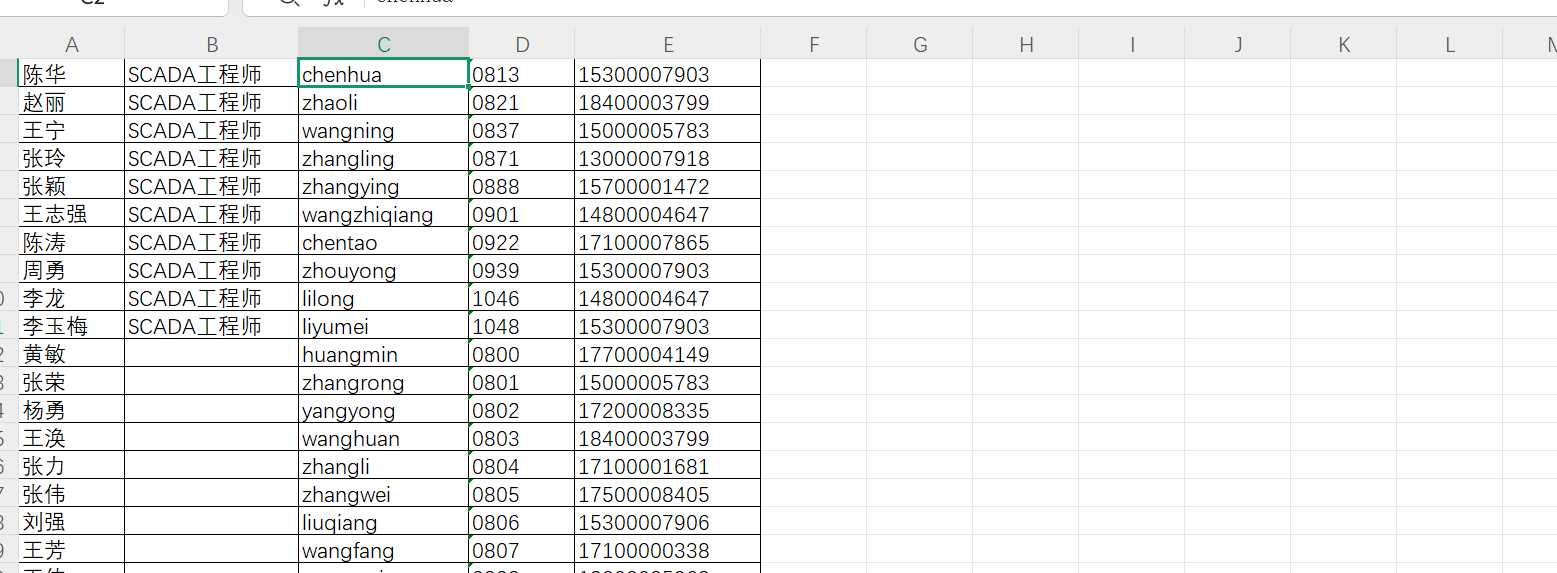 A B C D E F G H I J K L
陈华 SCADA工程师 chenhua 0813 15300007903
赵丽 SCADA工程师 zhaoli 0821 18400003799
王宁 SCADA工程师 wangning 0837 15000005783
张玲 SCADA工程师 zhangling 0871 13000007918
张颖 SCADA工程师 zhangying 0888 15700001472
王志强 SCADA工程师 wangzhiqiang 0901 14800004647
陈涛 SCADA工程师 chentao 0922 17100007865
周勇 SCADA工程师 zhouyong 0939 15300007903
李龙 SCADA工程师 lilong 1046 14800004647
李玉梅 SCADA工程师 liyumei 1048 15300007903
黄敏 huangmin 0800 17700004149
张荣 zhangrong 0801 15000005783
杨勇 yangyong 0802 17200008335
王涣 wanghuan 0803 18400003799
张力 zhangli 0804 17100001681
张伟 zhangwei 0805 17500008405
刘强 liuqiang 0806 15300007906
王芳 wangfang 0807 17100000338